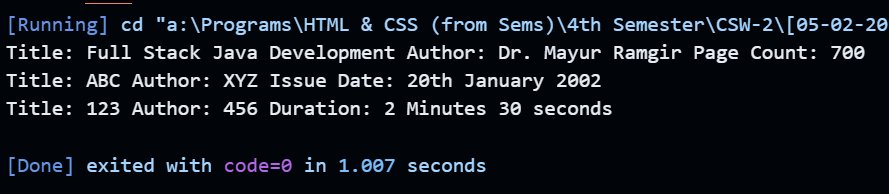 [Running] cd "a:\Programs\HTML & CSS (from Sems)\4th Semester\CSW-2\[05-02-20
Title: Full Stack Java Development Author: Dr. Mayur Ramgir Page Count: 700
Title: ABC Author: XYZ Issue Date: 20th January 2002
Title: 123 Author: 456 Duration: 2 Minutes 30 seconds
[Done] exited with code=0 in 1.007 seconds